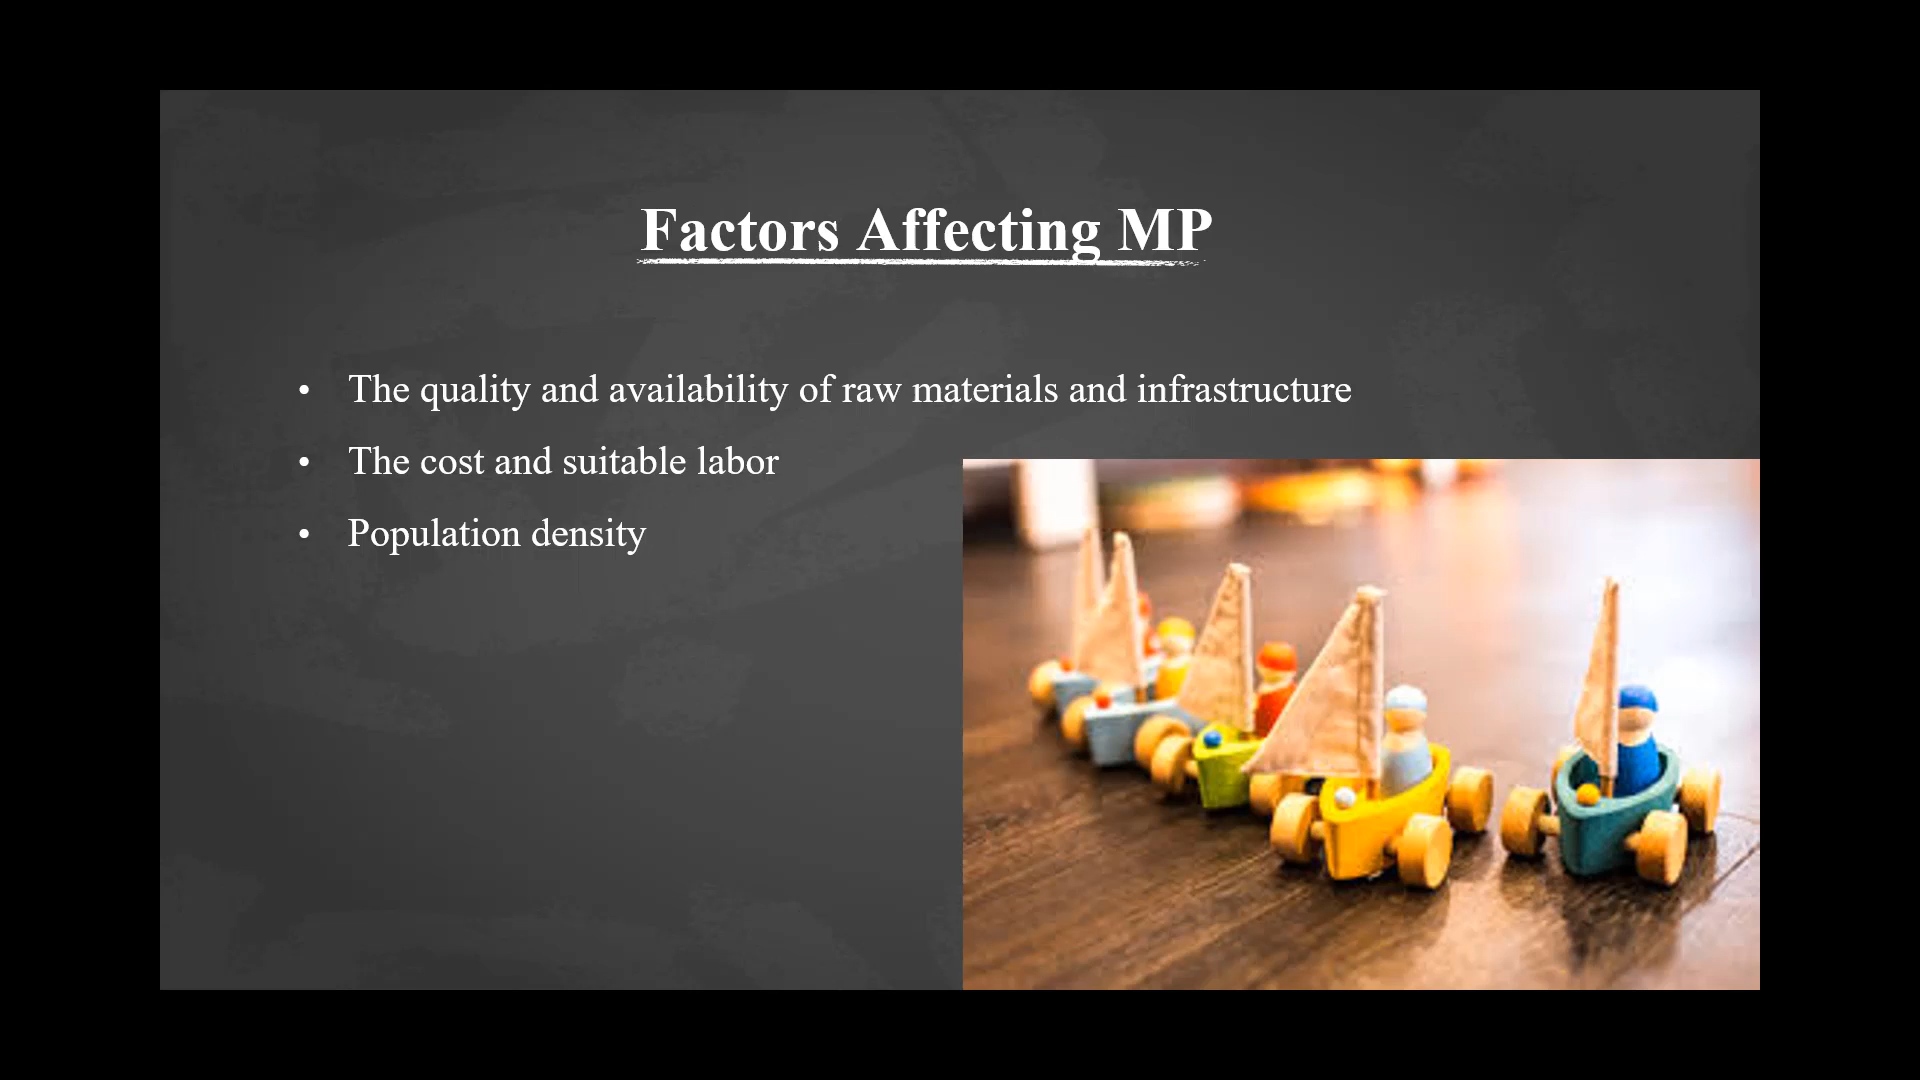 Factors Affecting MP
• The quality and availability of raw materials and infrastructure
• The cost and suitable labor
• Population density